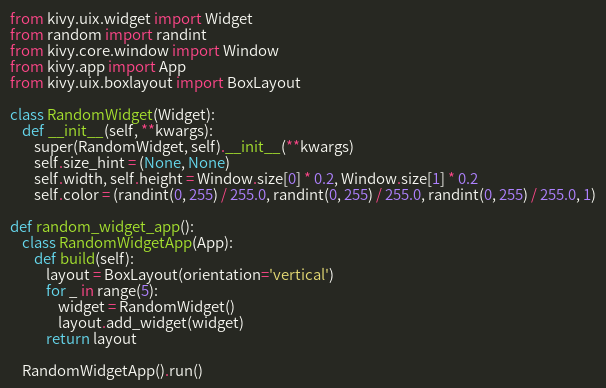 from kivy.uix.widget import Widget
from random import randint
from kivy.core.window import Window
from kivy.app import App
from kivy.uix.boxlayout import BoxLayout

class RandomWidget(Widget):
    def __init__(self, **kwargs):
        super(RandomWidget, self).__init__(**kwargs)
        self.size_hint = (None, None)
        self.width, self.height = Window.size[0] * 0.2, Window.size[1] * 0.2
        self.color = (randint(0, 255) / 255.0, randint(0, 255) / 255.0, randint(0, 255) / 255.0, 1)

def random_widget_app():
    class RandomWidgetApp(App):
        def build(self):
            layout = BoxLayout(orientation='vertical')
            for _ in range(5):
                widget = RandomWidget()
                layout.add_widget(widget)
            return layout

    RandomWidgetApp().run()